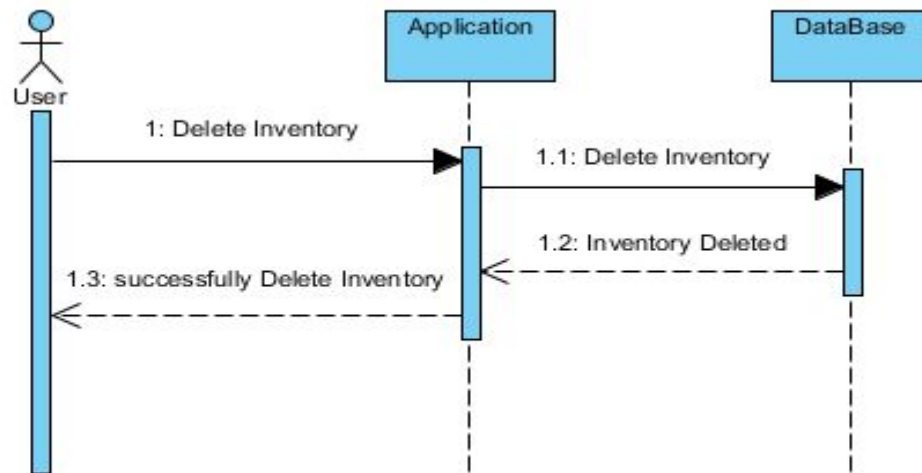 Application
DataBase
User
1: Delete Inventory
1.1: Delete Inventory
1.2: Inventory Deleted
1.3: successfully Delete Inventory